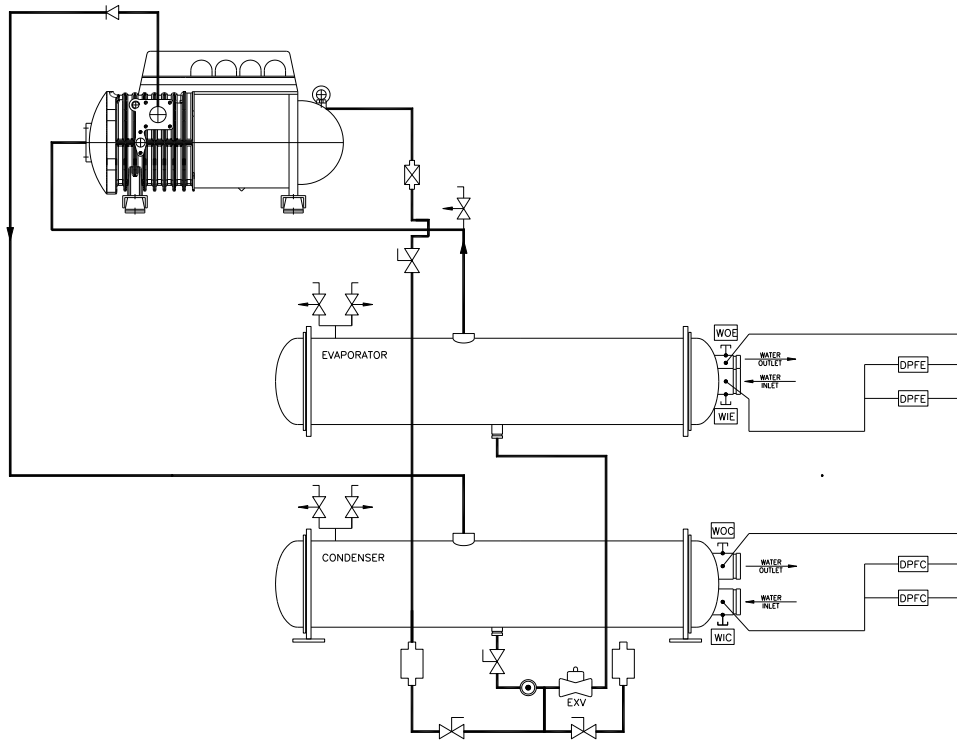 EVAPORATOR
WOE
WATER
OUTLET
WATER
INLET
WIE
DPFE
DPFE
CONDENSER
WOC
WATER
OUTLET
WATER
INLET
WIC
DPFC
DPFC
EXV